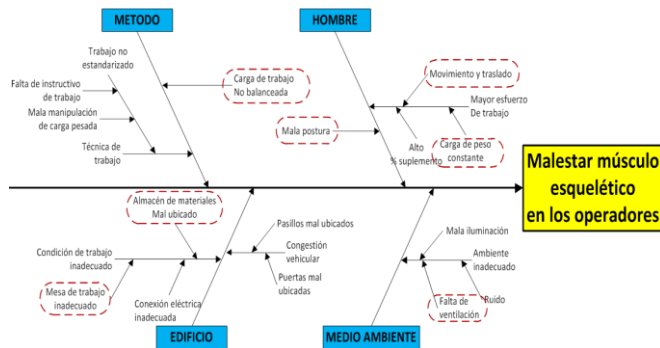 METODO
HOMBRE
Trabajo no
estandarizado
Falta de instructivo
de trabajo
Mala manipulación
de carga pesada
Técnica de
trabajo
Carga de trabajo
No balanceada
Movimiento y traslado
Mayor esfuerzo
De trabajo
Mala postura
Alto
% suplemento
Carga de peso
constante
Malestar músculo
esquelético
en los operadores
Almacén de materiales
Mal ubicado
Condición de trabajo
inadecuado
Mesa de trabajo
inadecuado
Conexión eléctrica
inadecuada
Pasillos mal ubicados
Congestión
vehicular
Puertas mal
ubicadas
Mala iluminación
Ambiente
inadecuado
Falta de
ventilación
Ruido
EDIFICIO
MEDIO AMBIENTE